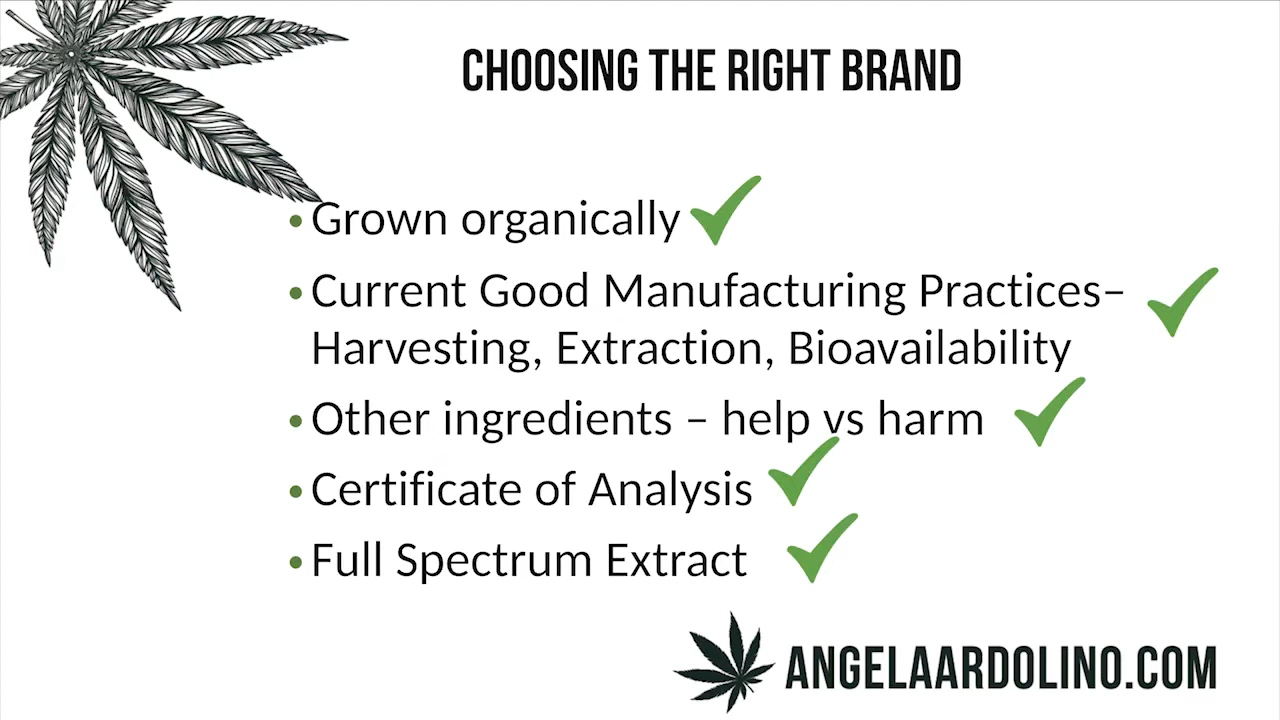 CHOOSING THE RIGHT BRAND
• Grown organically
• Current Good Manufacturing Practices–
Harvesting, Extraction, Bioavailability
• Other ingredients – help vs harm
• Certificate of Analysis
• Full Spectrum Extract
ANGELAARDOLINO.COM